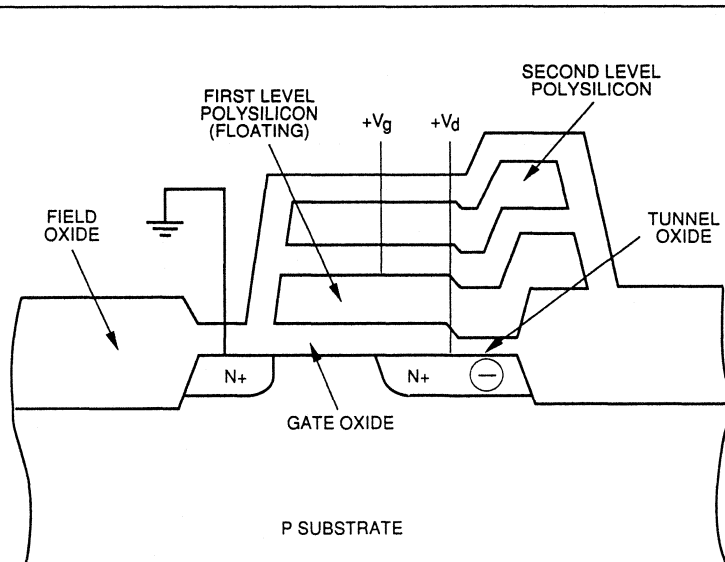 SECOND LEVEL
POLYSILICON
FIRST LEVEL
POLYSILICON
(FLOATING)
+Vg
+Vd
FIELD
OXIDE
TUNNEL
OXIDE
N+
N+
−
GATE OXIDE
P SUBSTRATE